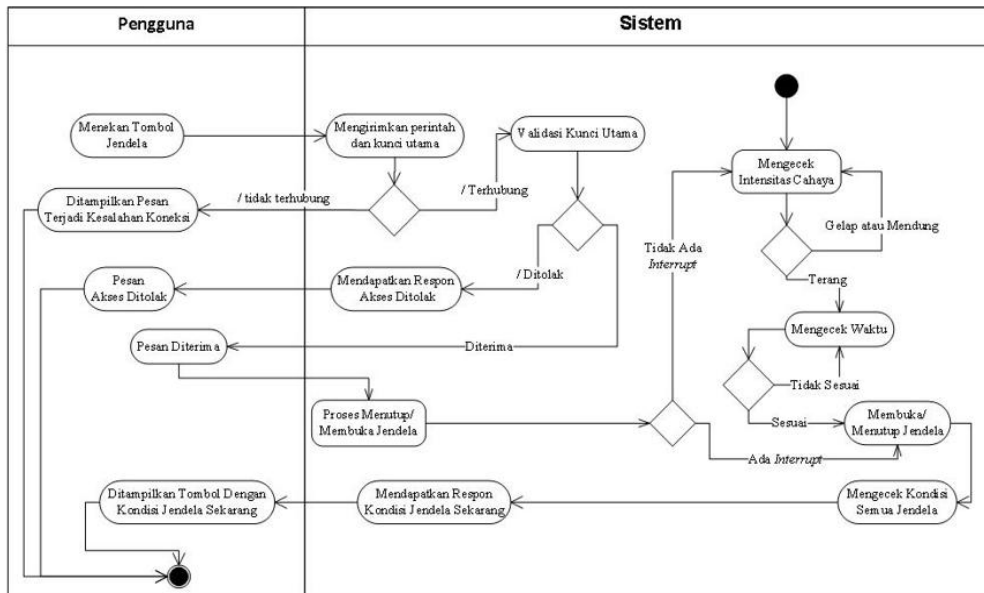 Pengguna
Sistem
Menekan Tombol
Jendela
Mengirimkan perintah
dan kunci utama
Validasi Kunci Utama
/ Terhubung
/ tidak terhubung
Ditampilkan Pesan
Terjadi Kesalahan Koneksi
Mengecek
Intensitas Cahaya
Gelap atau Mendung
Tidak Ada
Interrupt
/ Ditolak
Mendapatkan Respon
Akses Ditolak
Pesan
Akses Ditolak
Terang
Mengecek Waktu
Pesan Diterima
Diterima
Tidak Sesuai
Proses Menutup/
Membuka Jendela
Sesuai
Membuka/
Menutup Jendela
Ada Interrupt
Ditampilkan Tombol Dengan
Kondisi Jendela Sekarang
Mendapatkan Respon
Kondisi Jendela Sekarang
Mengecek Kondisi
Semua Jendela